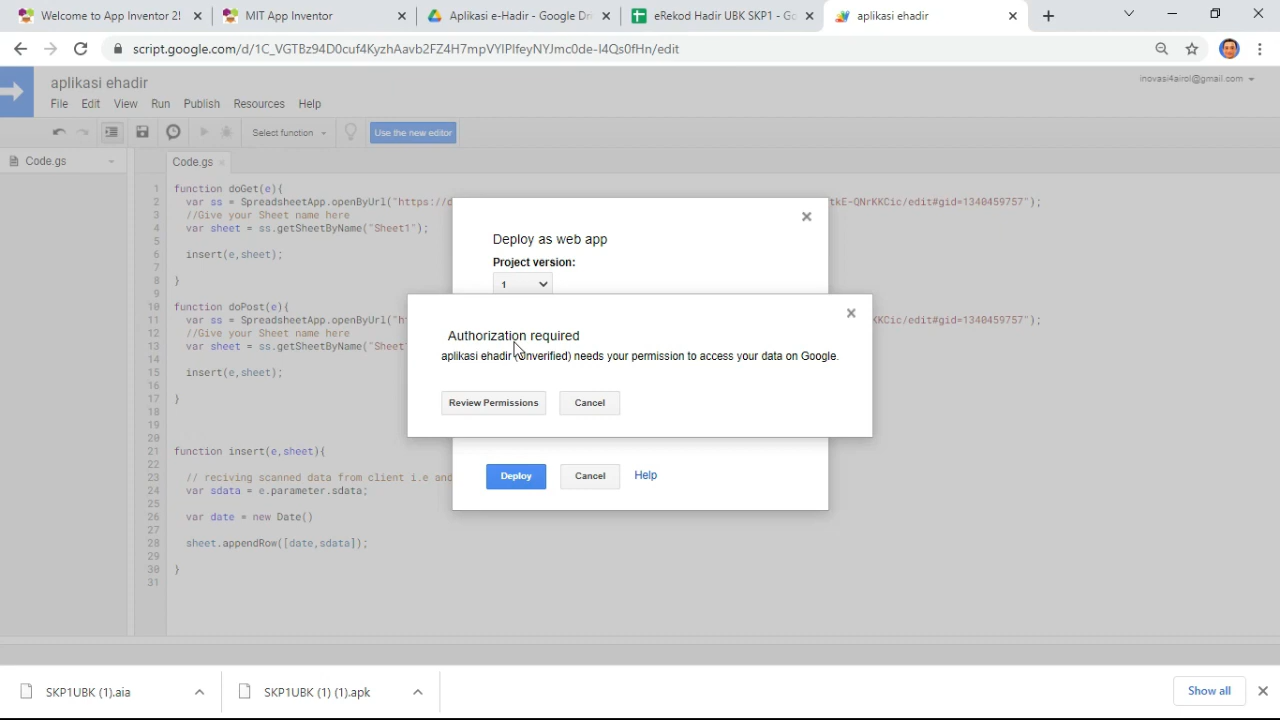 Welcome to App Inventor 2!
MIT App Inventor
Aplikasi e-Hadir - Google Dri
eRekod Hadir UBK SKP1 - Go
aplikasi ehadir
script.google.com/d/1C_VGTBz94D0cuf4KyzhAavb2FZ4H7mpVYIPlfeyNYJmc0de-I4Qs0fHn/edit
aplikasi ehadir
inovasi4airol@gmail.com
File Edit View Run Publish Resources Help
Select function
Use the new editor
Code.gs
Code.gs
1 function doGet(e){
2 var ss = SpreadsheetApp.openByUrl("https://d tkE-QNrKKCic/edit#gid=1340459757");
3 //Give your Sheet name here
4 var sheet = ss.getSheetByName("Sheet1");
5
6 insert(e,sheet);
7
8 }
9
10 function doPost(e){
11 var ss = SpreadsheetApp.openByUrl("h KCic/edit#gid=1340459757");
12 //Give your Sheet name here
13 var sheet = ss.getSheetByName("Sheet
14
15 insert(e,sheet);
16
17 }
18
19
20
21 function insert(e,sheet){
22
23 // reciving scanned data from client i.e and
24 var sdata = e.parameter.sdata;
25
26 var date = new Date()
27
28 sheet.appendRow([date,sdata]);
29
30 }
31
Deploy as web app
Project version:
1
Authorization required
aplikasi ehadir (Unverified) needs your permission to access your data on Google.
Review Permissions
Cancel
Deploy
Cancel
Help
SKP1UBK (1).aia
SKP1UBK (1) (1).apk
Show all